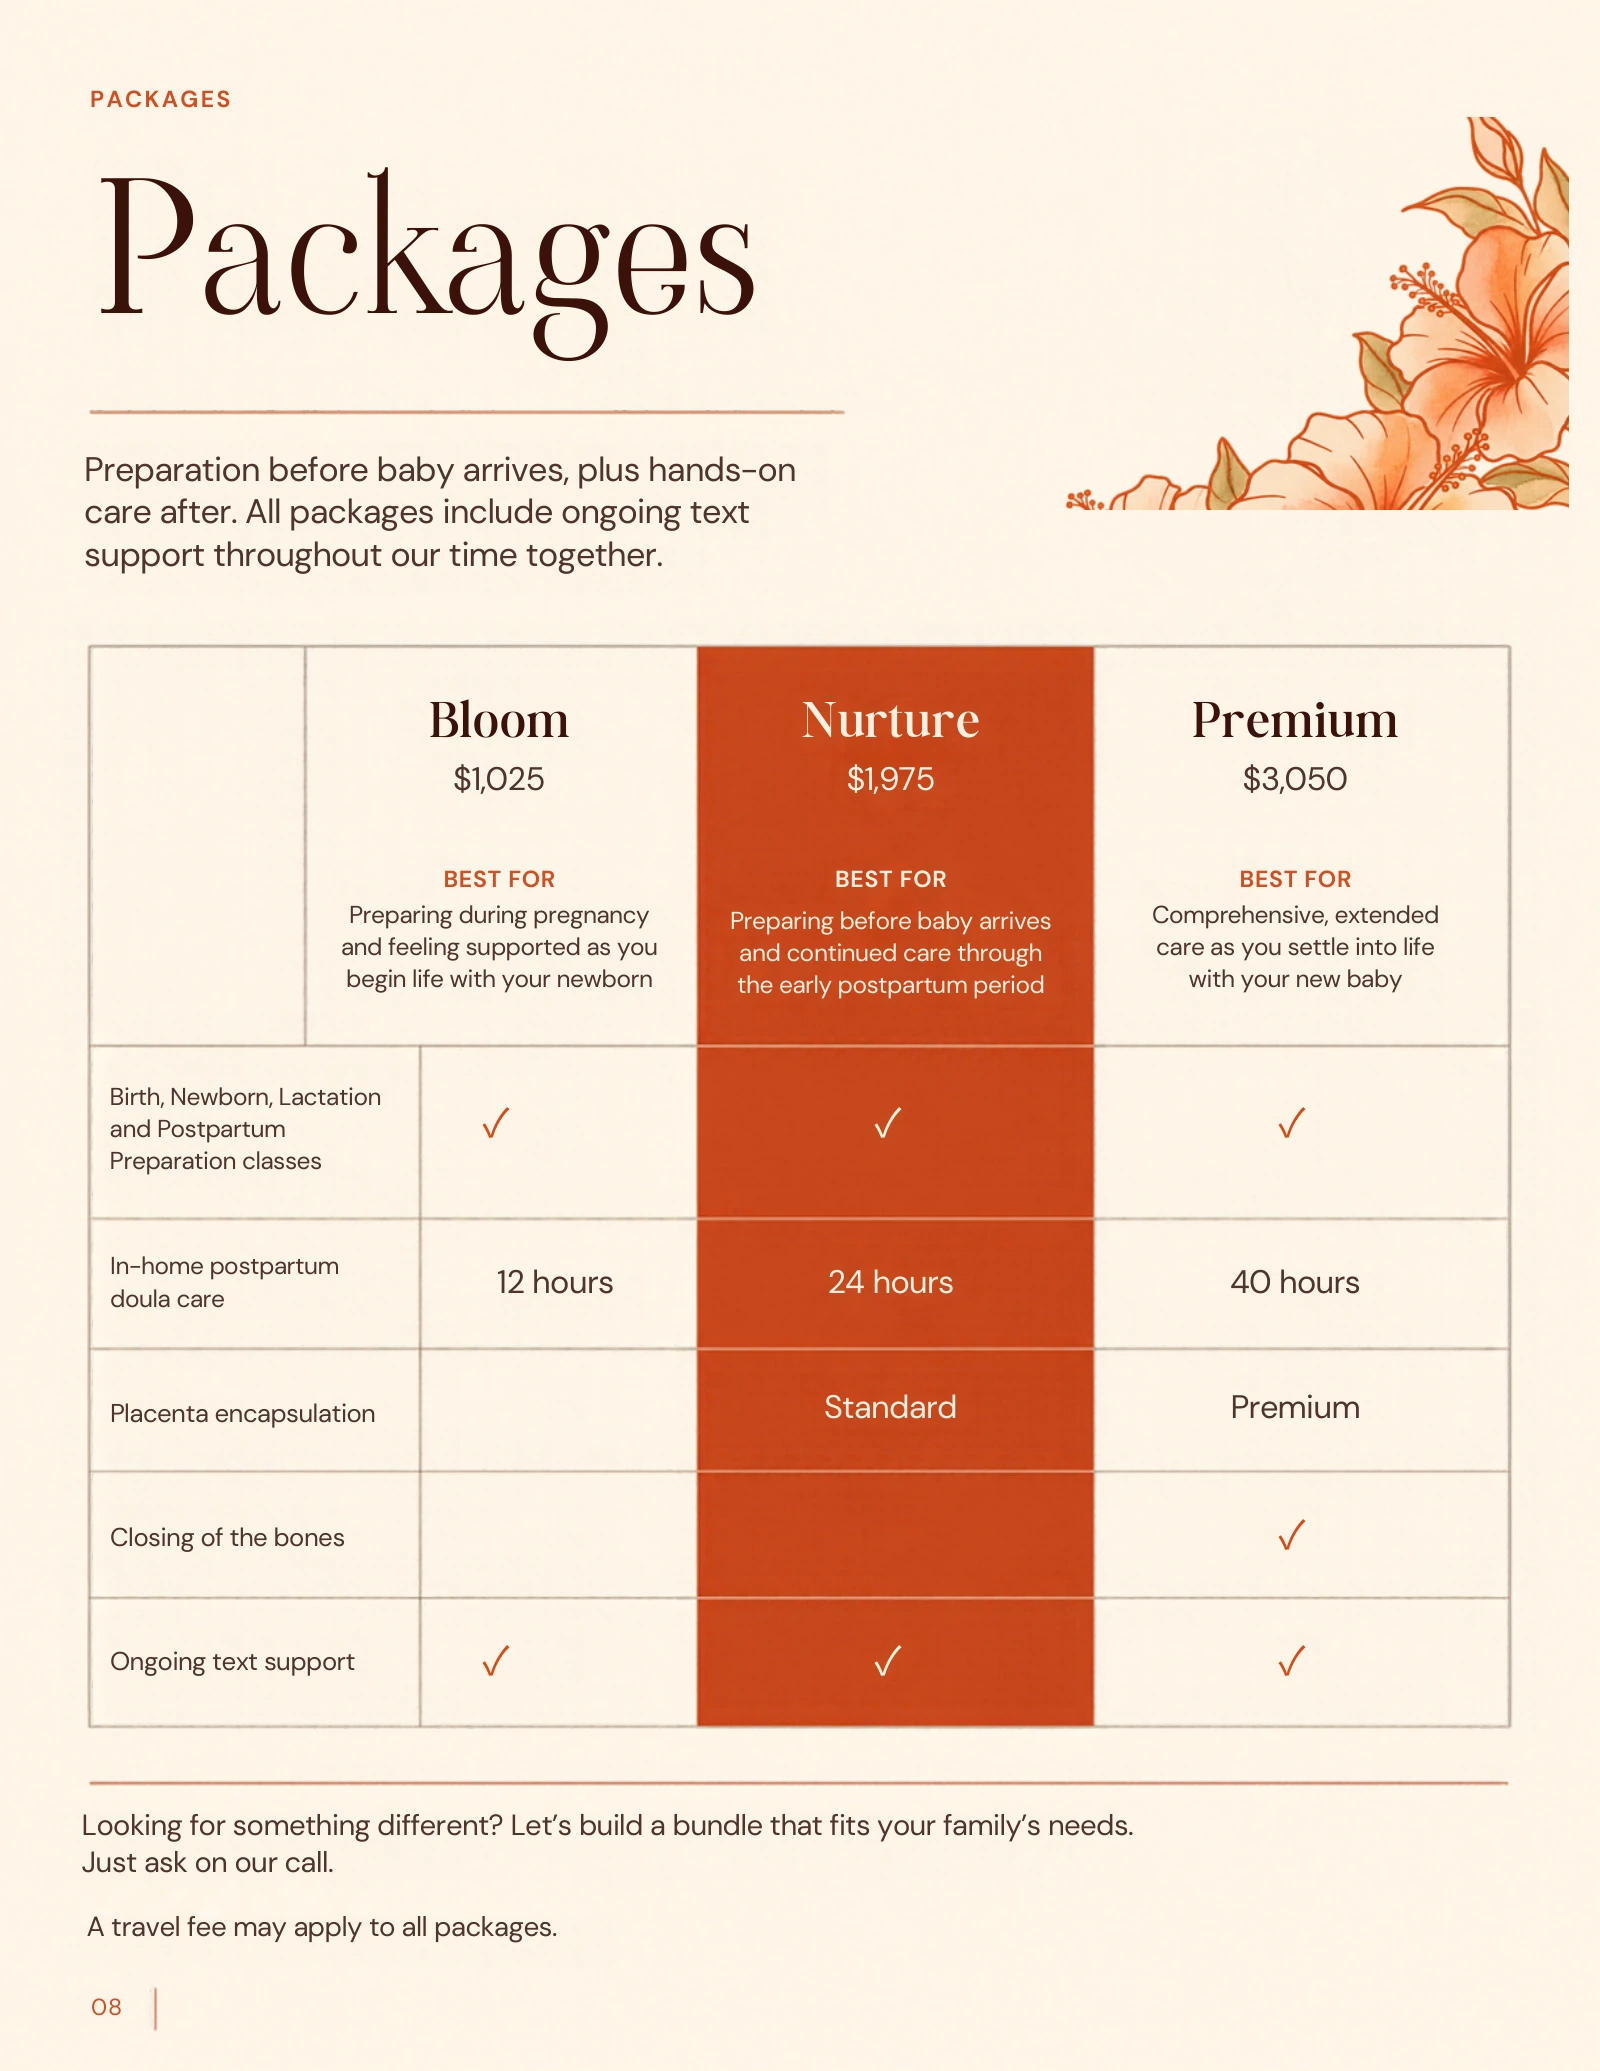 PACKAGES
Packages
Preparation before baby arrives, plus hands-on
care after. All packages include ongoing text
support throughout our time together.
Bloom
$1,025
BEST FOR
Preparing during pregnancy
and feeling supported as you
begin life with your newborn
Nurture
$1,975
BEST FOR
Preparing before baby arrives
and continued care through
the early postpartum period
Premium
$3,050
BEST FOR
Comprehensive, extended
care as you settle into life
with your new baby
Birth, Newborn, Lactation
and Postpartum
Preparation classes
✓ ✓ ✓
In-home postpartum
doula care
12 hours 24 hours 40 hours
Placenta encapsulation
Standard Premium
Closing of the bones
✓
Ongoing text support
✓ ✓ ✓
Looking for something different? Let’s build a bundle that fits your family’s needs.
Just ask on our call.
A travel fee may apply to all packages.
08